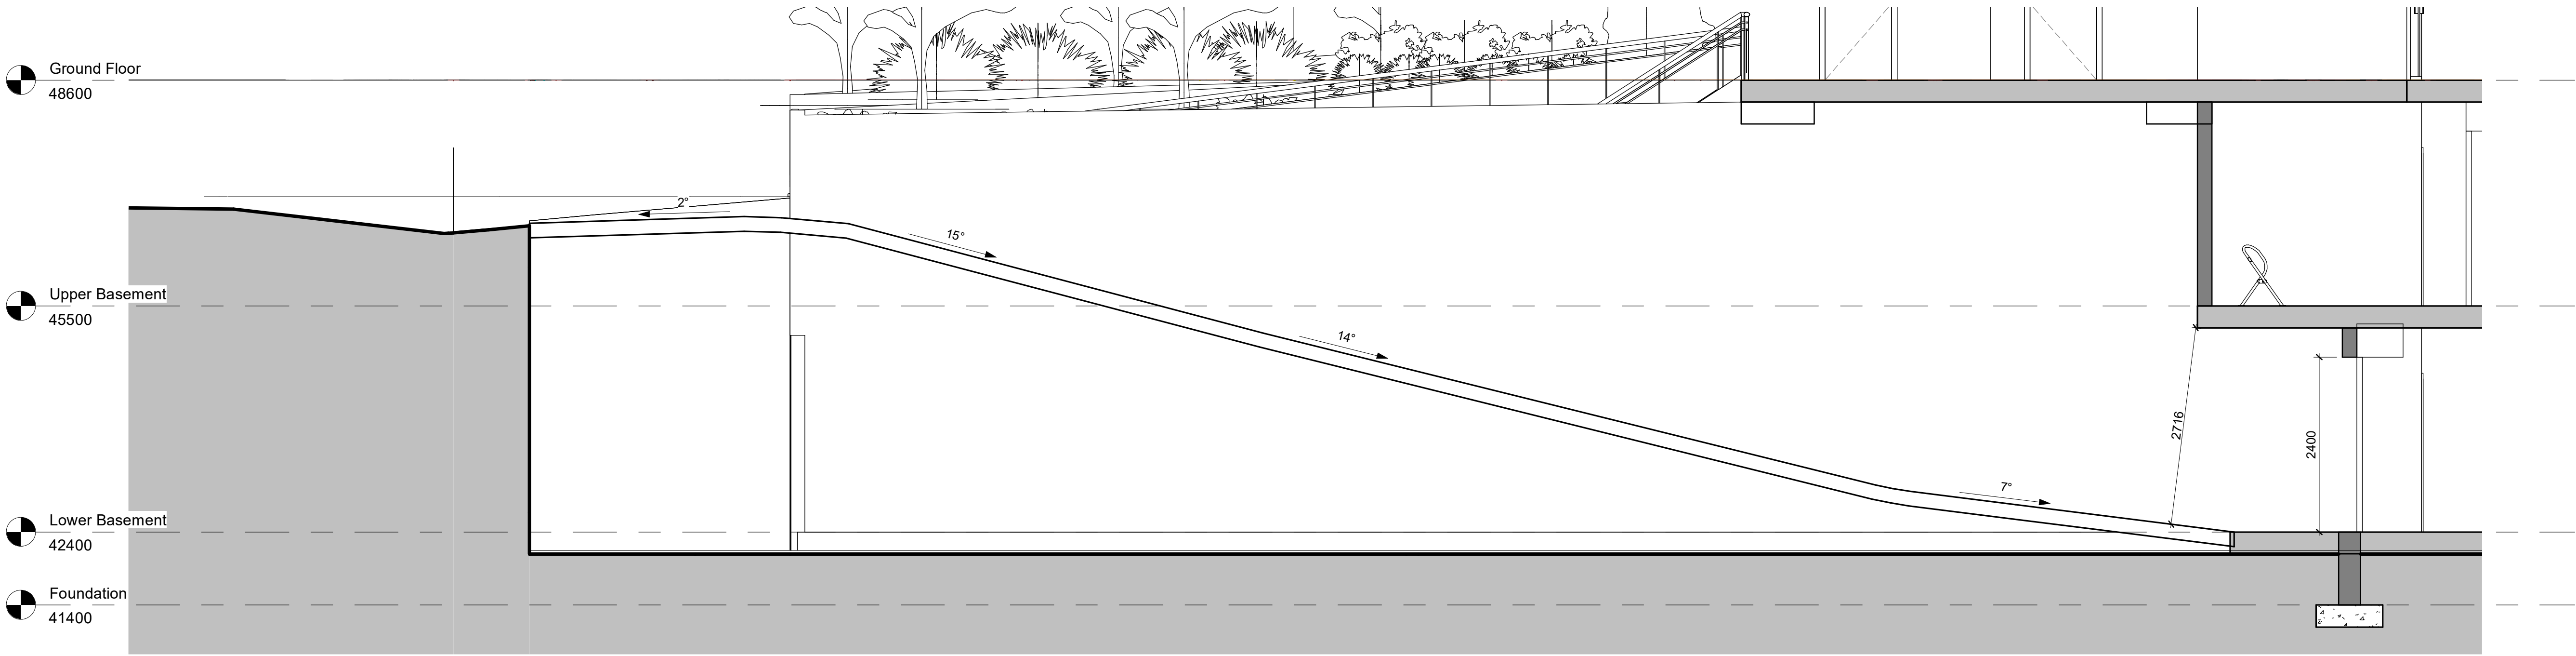 Ground Floor
48600
2°
15°
Upper Basement
45500
14°
2716
2400
7°
Lower Basement
42400
Foundation
41400